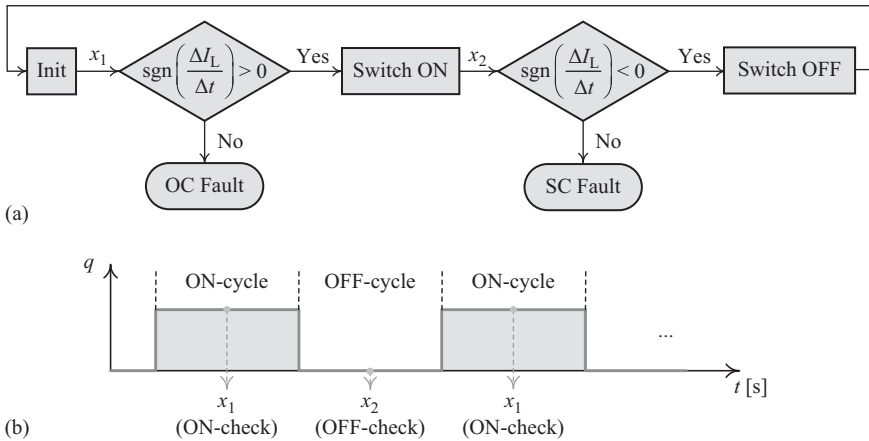 Init
x1
sgn(ΔIL/Δt) > 0
Yes
Switch ON
x2
sgn(ΔIL/Δt) < 0
Yes
Switch OFF
No
No
OC Fault
SC Fault
(a)
q
ON-cycle
OFF-cycle
ON-cycle
...
t [s]
x1
x2
x1
(ON-check)
(OFF-check)
(ON-check)
(b)